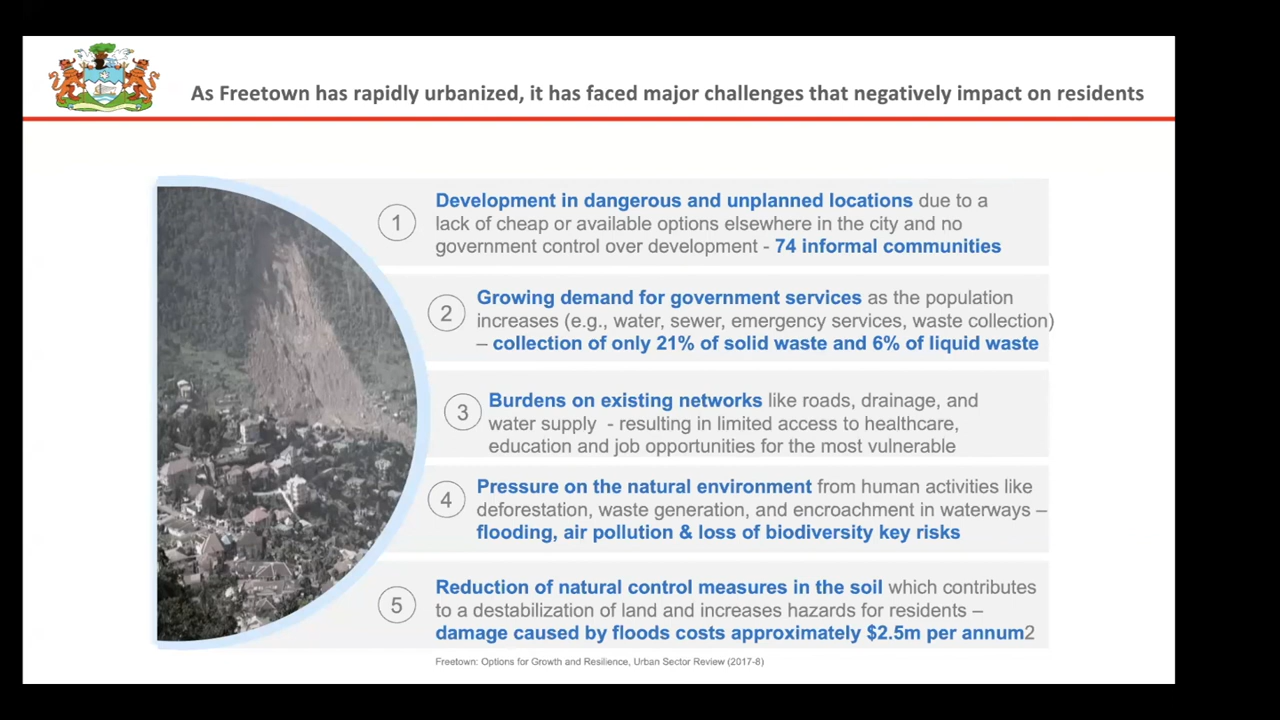 As Freetown has rapidly urbanized, it has faced major challenges that negatively impact on residents
1
Development in dangerous and unplanned locations due to a
lack of cheap or available options elsewhere in the city and no
government control over development - 74 informal communities
2
Growing demand for government services as the population
increases (e.g., water, sewer, emergency services, waste collection)
– collection of only 21% of solid waste and 6% of liquid waste
3
Burdens on existing networks like roads, drainage, and
water supply - resulting in limited access to healthcare,
education and job opportunities for the most vulnerable
4
Pressure on the natural environment from human activities like
deforestation, waste generation, and encroachment in waterways –
flooding, air pollution & loss of biodiversity key risks
5
Reduction of natural control measures in the soil which contributes
to a destabilization of land and increases hazards for residents –
damage caused by floods costs approximately $2.5m per annum2
Freetown: Options for Growth and Resilience, Urban Sector Review (2017-8)